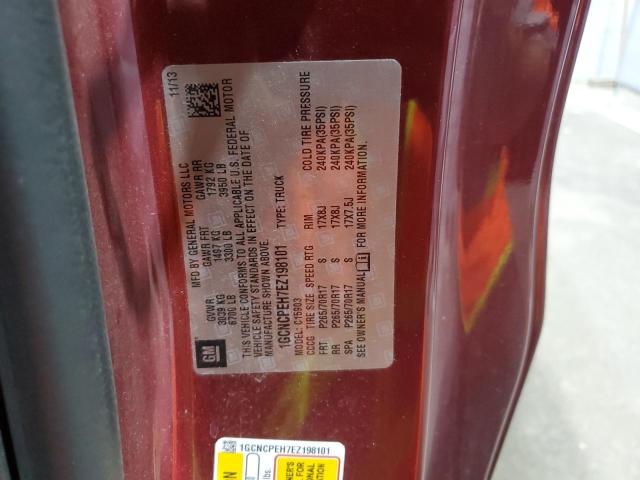 GM
MFD BY GENERAL MOTORS LLC
11/13
GVWR GAWR FRT GAWR RR
3039 KG 1497 KG 1792 KG
6700 LB 3300 LB 3950 LB
THIS VEHICLE CONFORMS TO ALL APPLICABLE U.S. FEDERAL MOTOR
VEHICLE SAFETY STANDARDS IN EFFECT ON THE DATE OF
MANUFACTURE SHOWN ABOVE.
1GCNCPEH7EZ198101 TYPE: TRUCK
MODEL: C15903
CCCG TIRE SIZE SPEED RTG RIM COLD TIRE PRESSURE
FRT P265/70R17 S 17X8J 240KPA(35PSI)
RR P265/70R17 S 17X8J 240KPA(35PSI)
SPA P265/70R17 S 17X7.5J 240KPA(35PSI)
SEE OWNER'S MANUAL i FOR MORE INFORMATION.
1GCNCPEH7EZ198101
lbs.